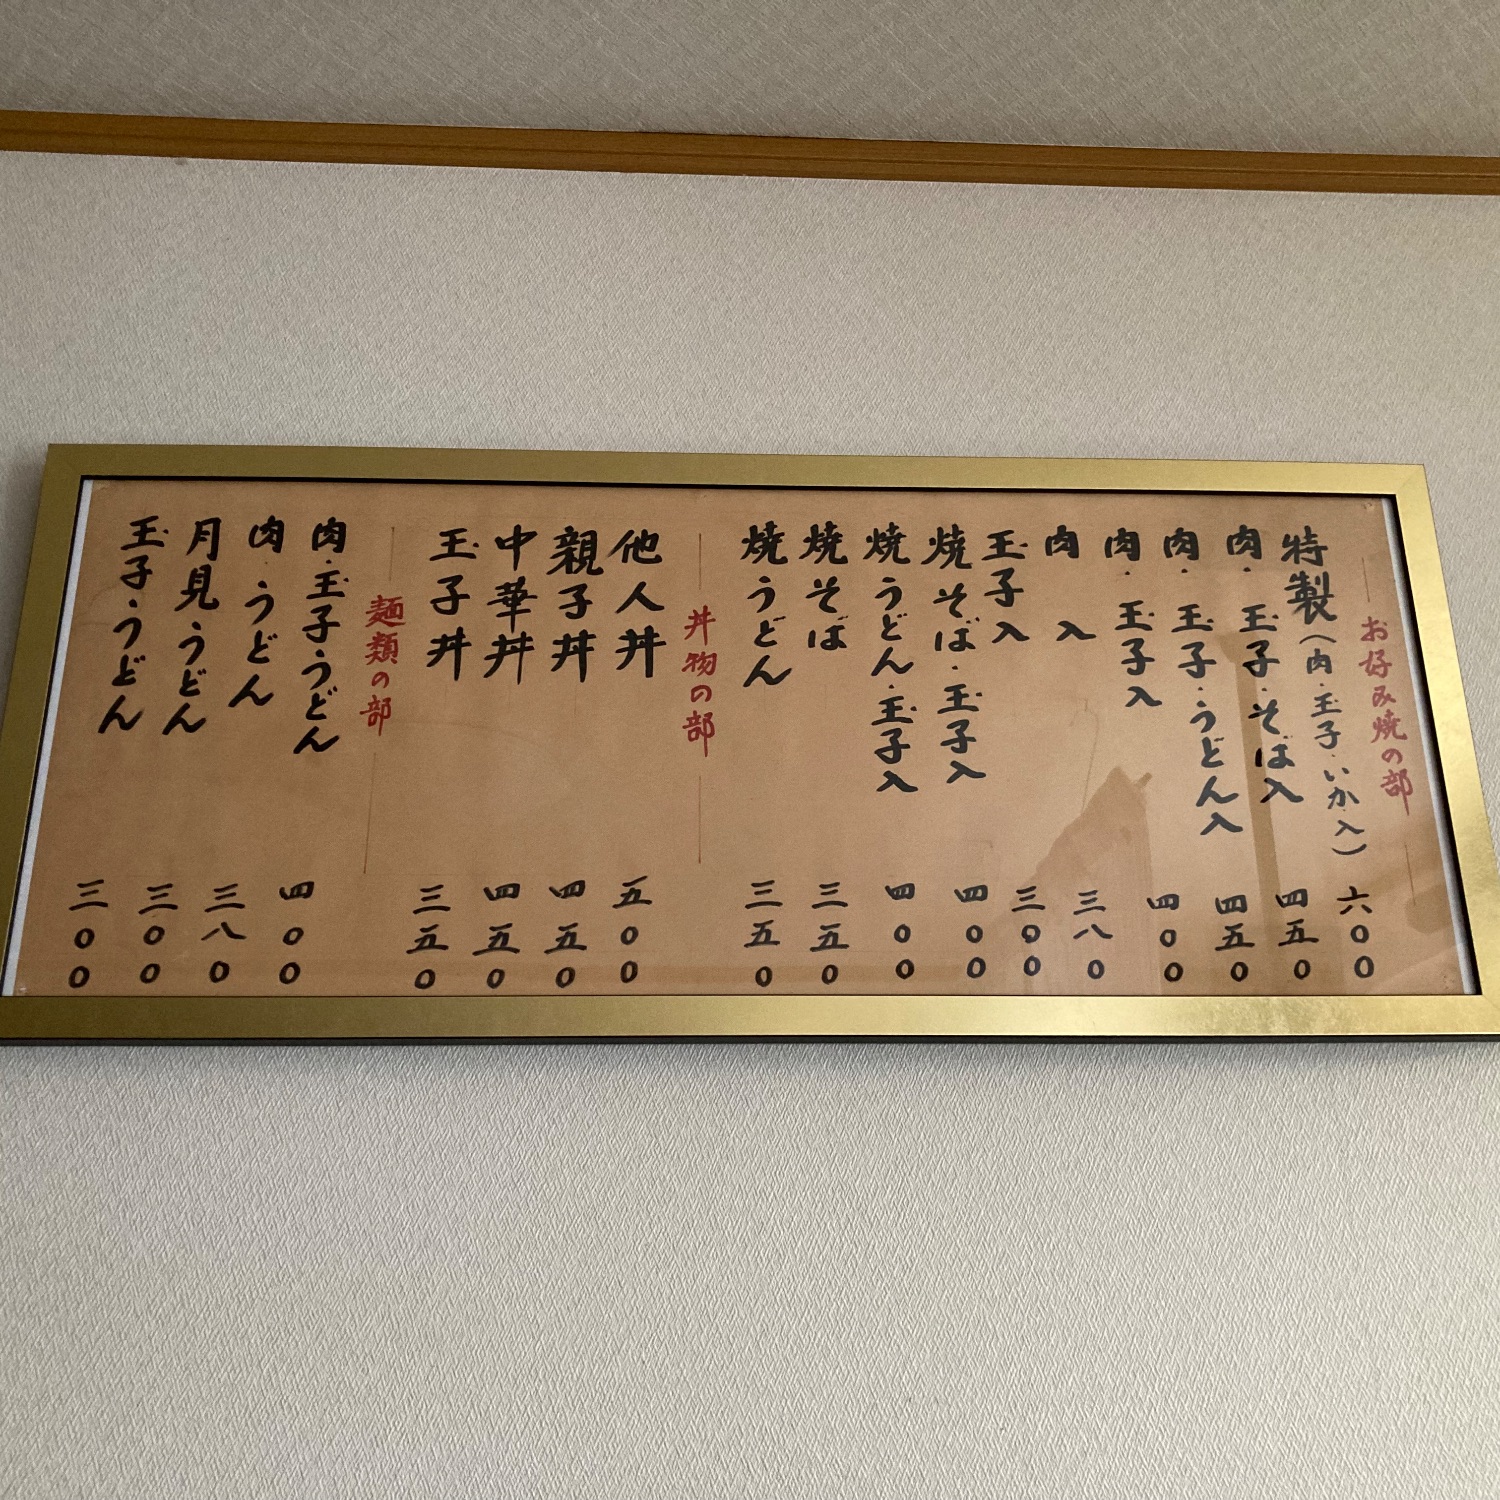 お好み焼の部
特製(肉・玉子・いか入) 六〇〇
肉・玉子・そば入 四五〇
肉・玉子・うどん入 四五〇
肉・玉子入 四〇〇
肉入 三八〇
玉子入 三〇〇
焼そば・玉子入 四〇〇
焼うどん・玉子入 四〇〇
焼そば 三五〇
焼うどん 三五〇
丼物の部
他人丼 五〇〇
親子丼 四五〇
中華丼 四五〇
玉子丼 三五〇
麺類の部
肉・玉子うどん 四〇〇
肉・うどん 三八〇
月見うどん 三〇〇
玉子・うどん 三〇〇